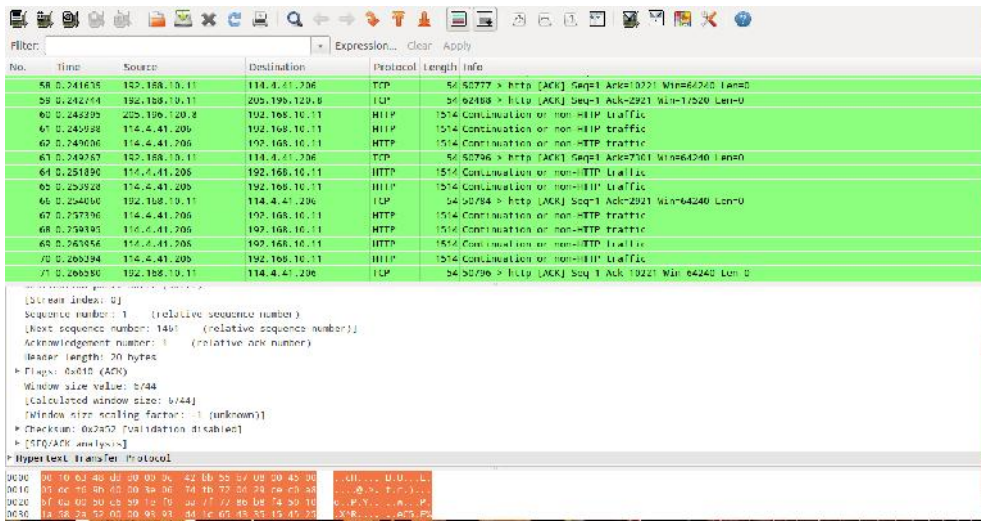 Filter: Expression... Clear Apply
No. Time Source Destination Protocol Length Info
58 0.241635 192.168.10.11 114.4.41.206 TCP 54 50777 > http [ACK] Seq=1 Ack=10221 Win=64240 Len=0
59 0.242744 192.168.10.11 205.196.120.8 TCP 54 62488 > http [ACK] Seq=1 Ack=2921 Win=17520 Len=0
60 0.243305 205.196.120.8 192.168.10.11 HTTP 1514 Continuation or non-HTTP traffic
61 0.245938 114.4.41.206 192.168.10.11 HTTP 1514 Continuation or non-HTTP traffic
62 0.249006 114.4.41.206 192.168.10.11 HTTP 1514 Continuation or non-HTTP traffic
63 0.249267 192.168.10.11 114.4.41.206 TCP 54 50796 > http [ACK] Seq=1 Ack=7301 Win=64240 Len=0
64 0.251890 114.4.41.206 192.168.10.11 HTTP 1514 Continuation or non-HTTP traffic
65 0.253928 114.4.41.206 192.168.10.11 HTTP 1514 Continuation or non-HTTP traffic
66 0.254060 192.168.10.11 114.4.41.206 TCP 54 50784 > http [ACK] Seq=1 Ack=2921 Win=64240 Len=0
67 0.257396 114.4.41.206 192.168.10.11 HTTP 1514 Continuation or non-HTTP traffic
68 0.259395 114.4.41.206 192.168.10.11 HTTP 1514 Continuation or non-HTTP traffic
69 0.263956 114.4.41.206 192.168.10.11 HTTP 1514 Continuation or non-HTTP traffic
70 0.266394 114.4.41.206 192.168.10.11 HTTP 1514 Continuation or non-HTTP traffic
71 0.266580 192.168.10.11 114.4.41.206 TCP 54 50796 > http [ACK] Seq=1 Ack=10221 Win=64240 Len=0
[Stream index: 0]
Sequence number: 1 (relative sequence number)
[Next sequence number: 1461 (relative sequence number)]
Acknowledgement number: 1 (relative ack number)
Header length: 20 bytes
Flags: 0x010 (ACK)
Window size value: 6744
[Calculated window size: 6744]
[Window size scaling factor: -1 (unknown)]
Checksum: 0x2a52 [validation disabled]
[SEQ/ACK analysis]
Hypertext Transfer Protocol
0000
0010
0020
0030